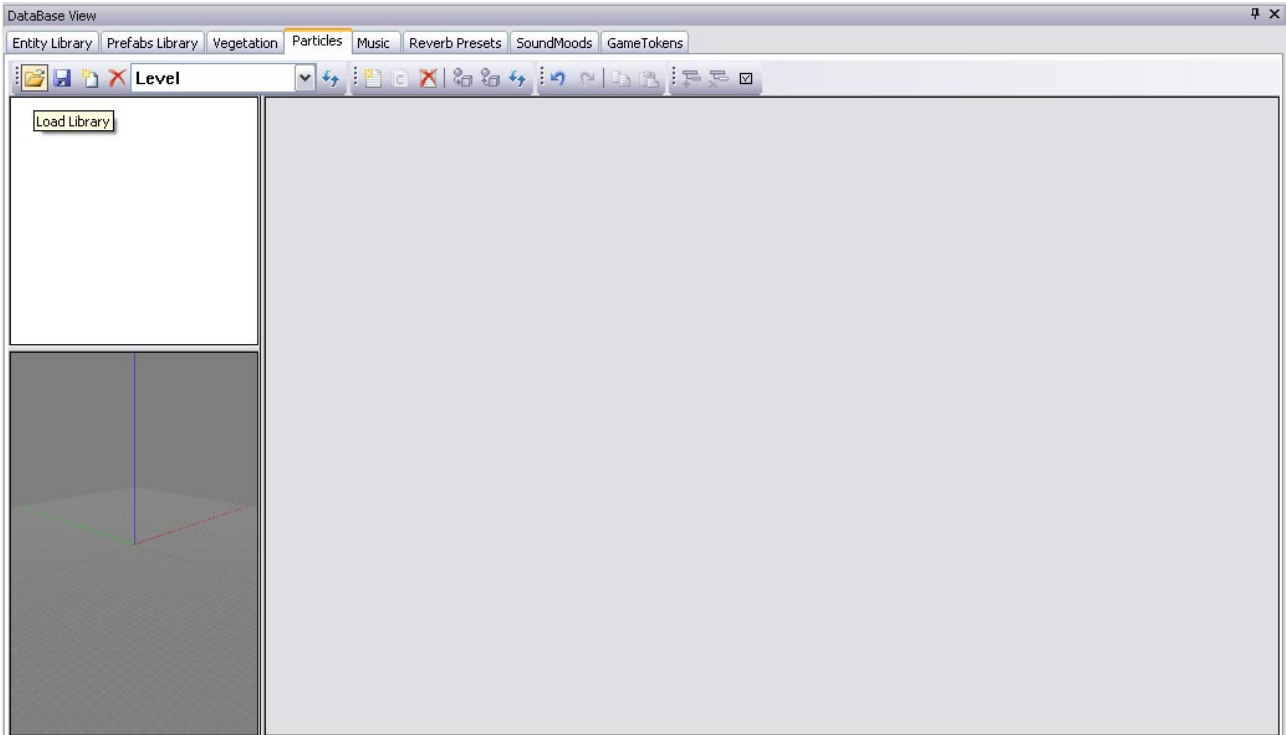 DataBase View
Entity Library Prefabs Library Vegetation Particles Music Reverb Presets SoundMoods GameTokens
Level
Load Library